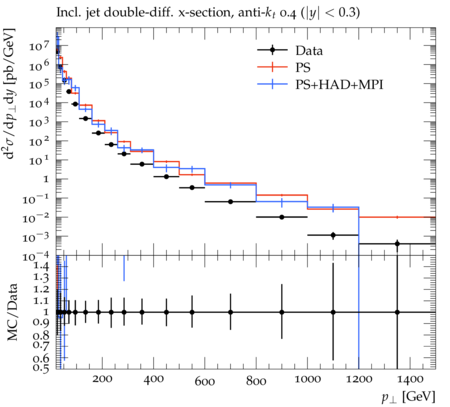 Incl. jet double-diff. x-section, anti-kt 0.4 (|y| < 0.3)
d²σ/dp⊥dy [pb/GeV]
10⁷
10⁶
10⁵
10⁴
10³
10²
10¹
1
10⁻¹
10⁻²
10⁻³
10⁻⁴
Data
PS
PS+HAD+MPI
MC/Data
1.4
1.3
1.2
1.1
1
0.9
0.8
0.7
0.6
0.5
200 400 600 800 1000 1200 1400
p⊥ [GeV]